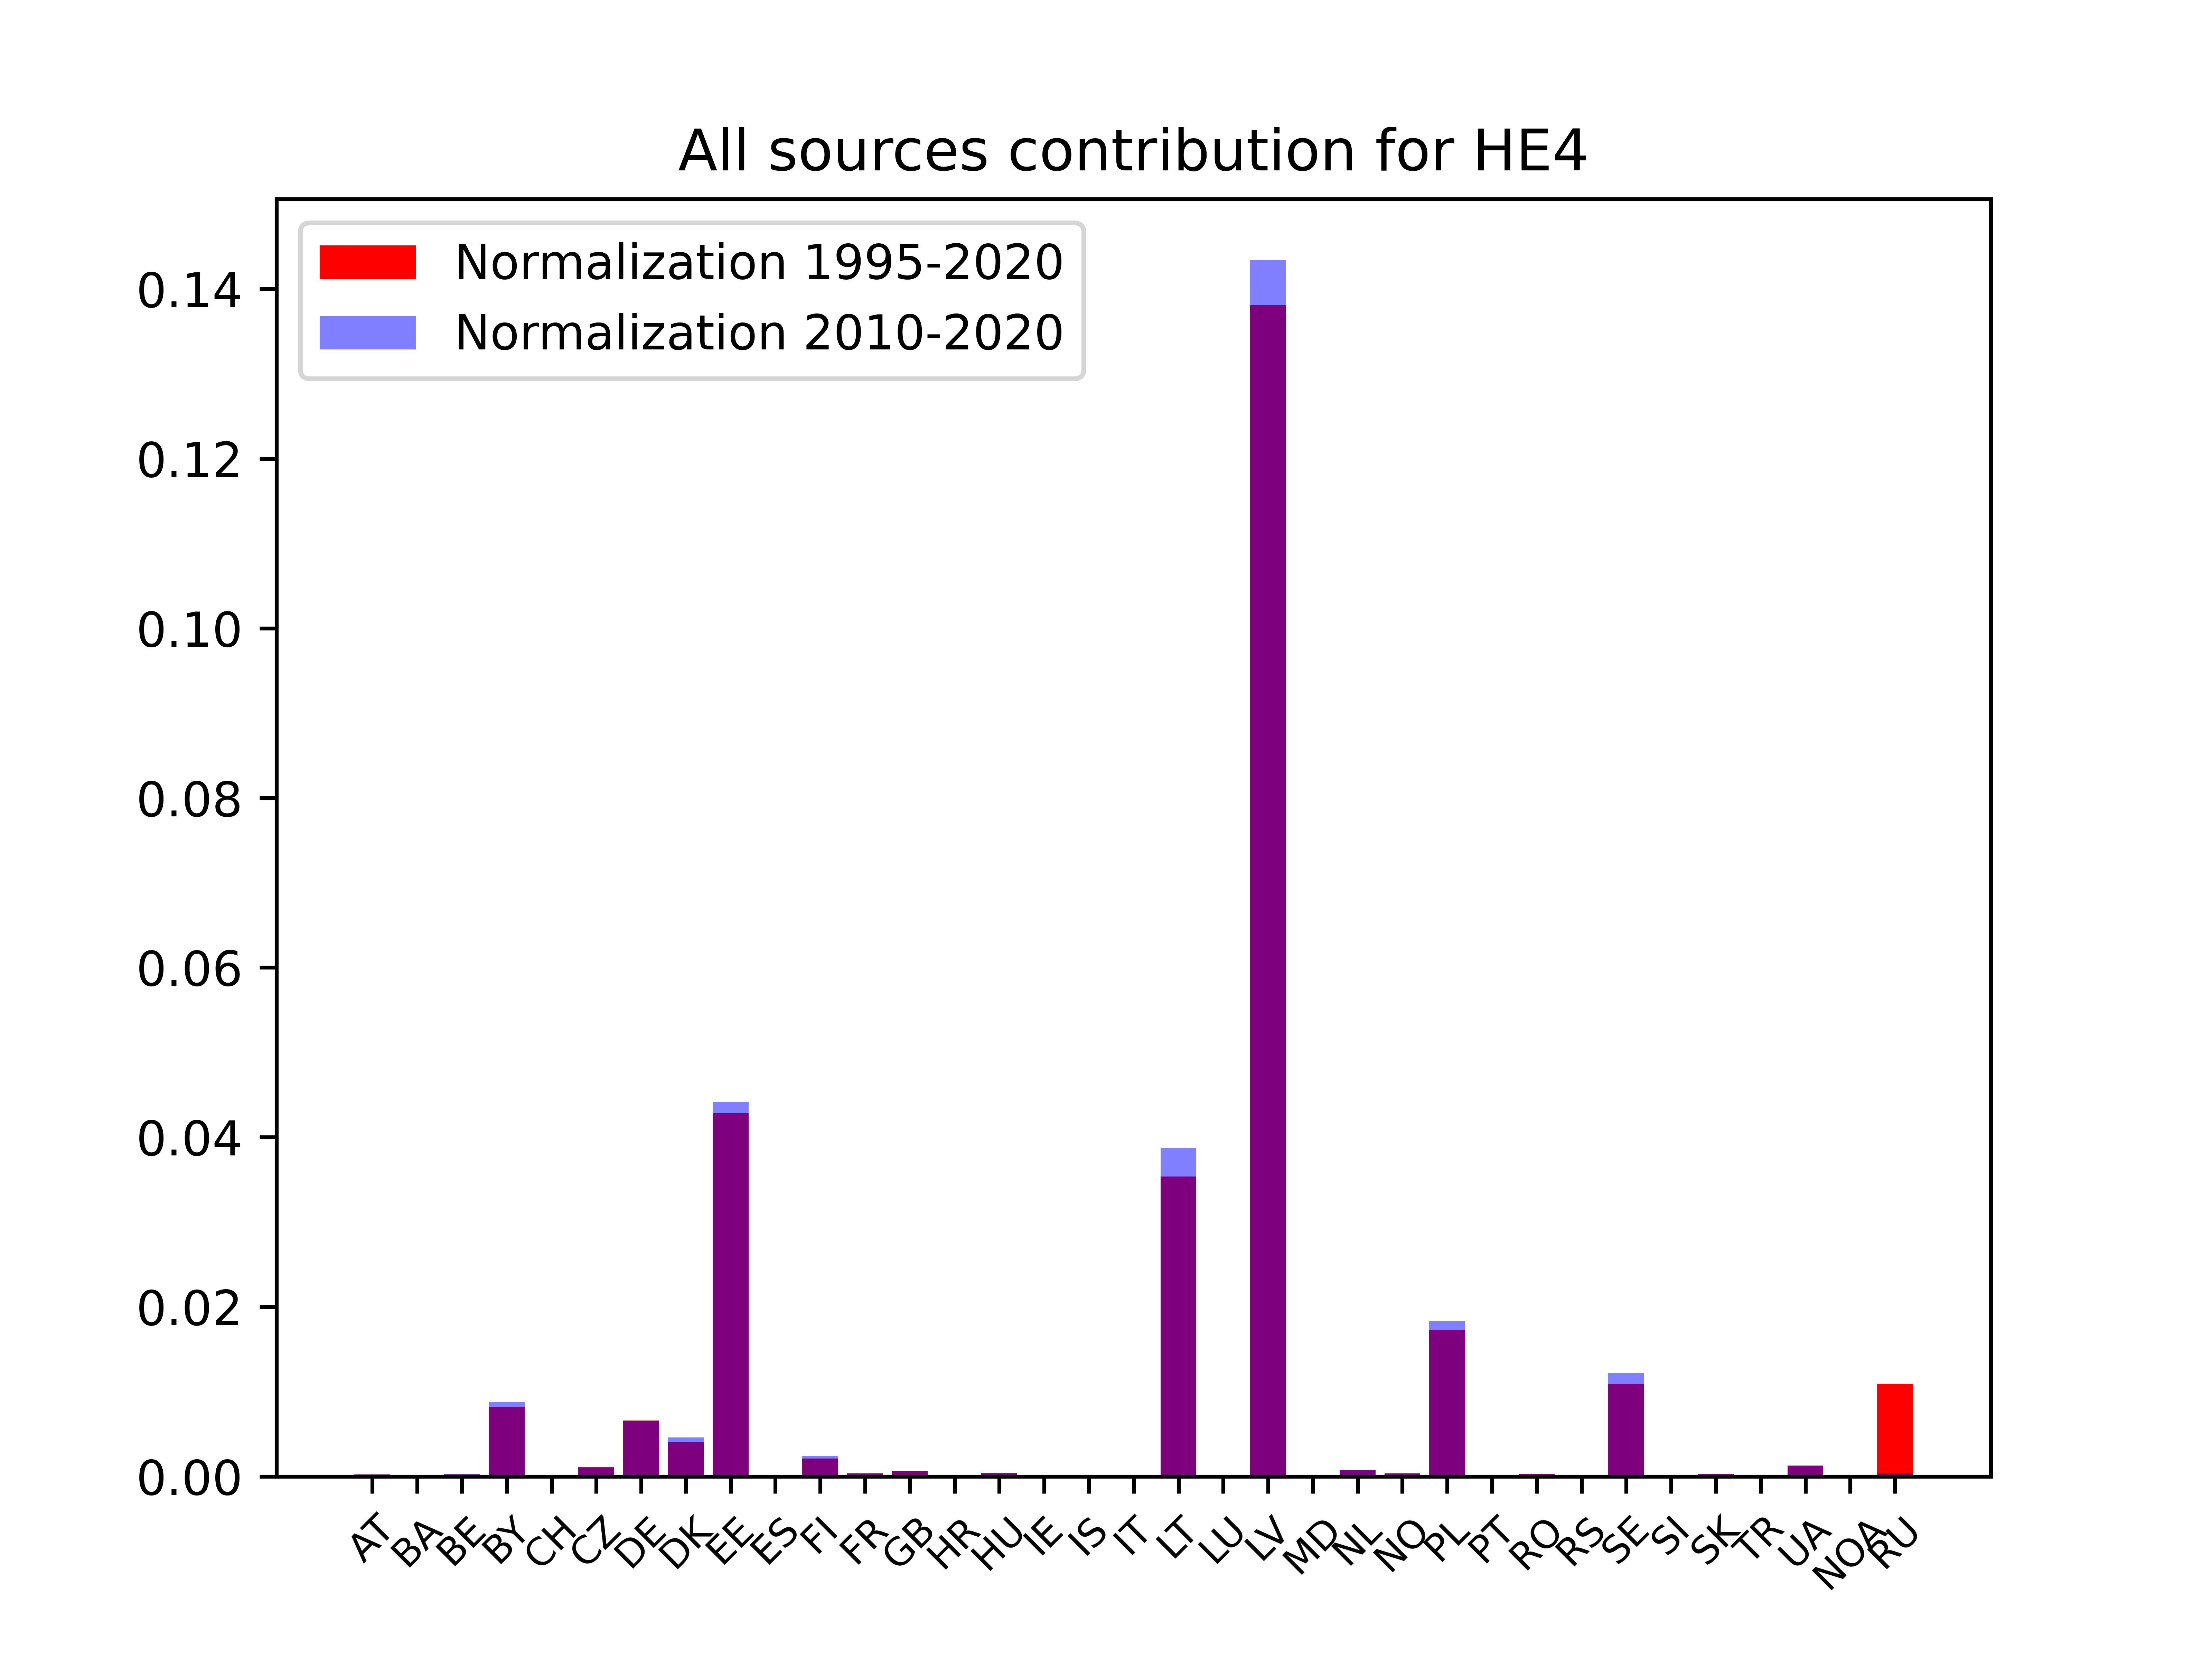 All sources contribution for HE4
Normalization 1995-2020
Normalization 2010-2020
0.14
0.12
0.10
0.08
0.06
0.04
0.02
0.00
AT BA BE BY CH CZ DE DK EE ES FI FR GB HR HU IE IS IT LT LU LV MD NL NO PL PT RO RS SE SI SK TR UA NOA RU